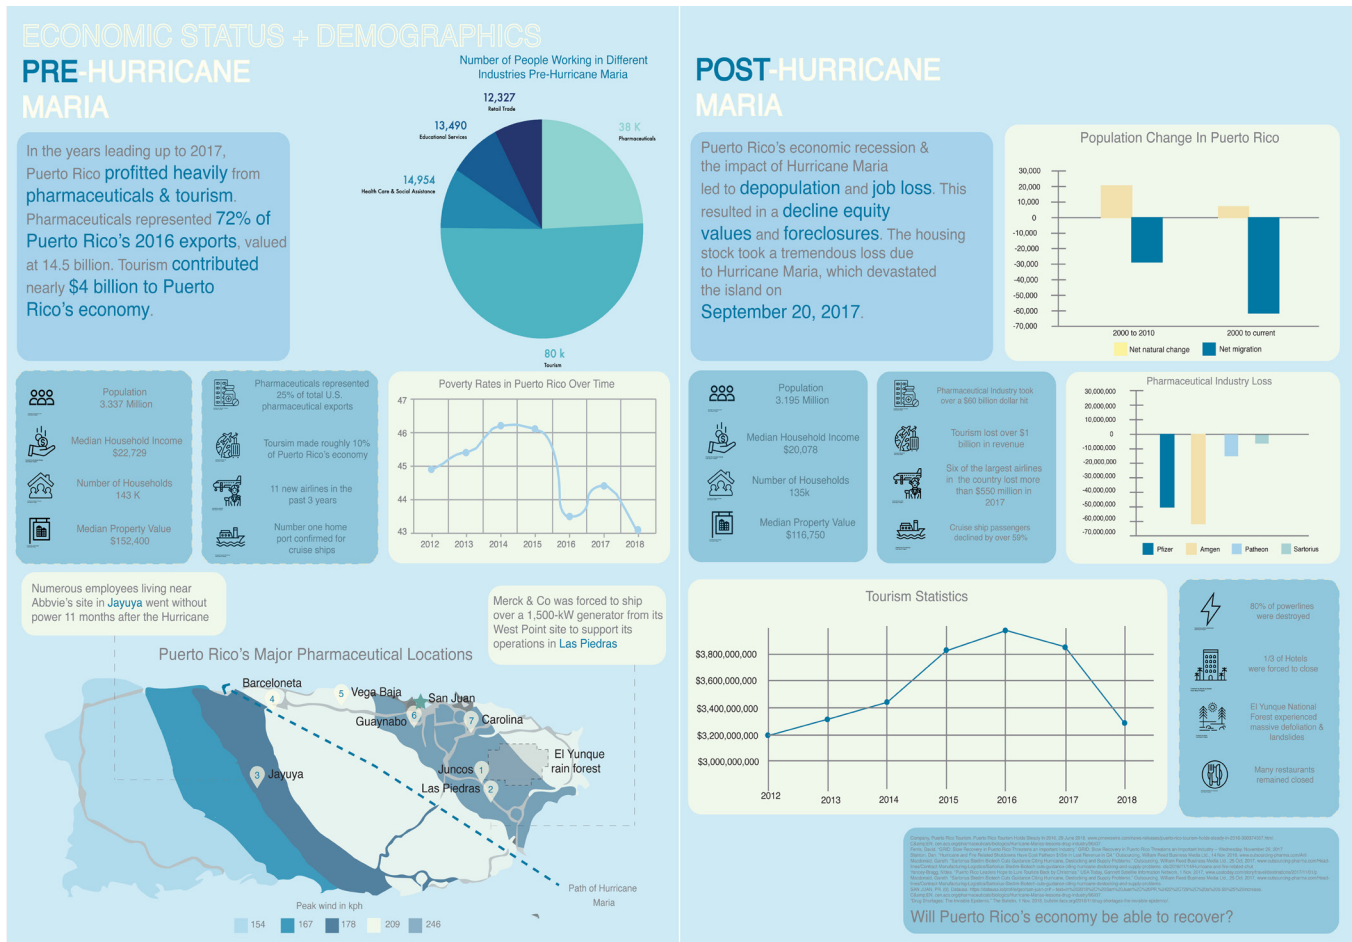 ECONOMIC STATUS + DEMOGRAPHICS
PRE-HURRICANE
MARIA
In the years leading up to 2017,
Puerto Rico profitted heavily from
pharmaceuticals & tourism.
Pharmaceuticals represented 72% of
Puerto Rico's 2016 exports, valued
at 14.5 billion. Tourism contributed
nearly $4 billion to Puerto
Rico's economy.
Number of People Working in Different
Industries Pre-Hurricane Maria
12,327
Retail Trade
13,490
Educational Services
14,954
Health Care & Social Assistance
38 K
Pharmaceuticals
80 k
Tourism
Population
3.337 Million
Median Household Income
$22,729
Number of Households
143 K
Median Property Value
$152,400
Pharmaceuticals represented
25% of total U.S.
pharmaceutical exports
Toursim made roughly 10%
of Puerto Rico's economy
11 new airlines in the
past 3 years
Number one home
port confirmed for
cruise ships
Poverty Rates in Puerto Rico Over Time
47
46
45
44
43
2012 2013 2014 2015 2016 2017 2018
Numerous employees living near
Abbvie's site in Jayuya went without
power 11 months after the Hurricane
Merck & Co was forced to ship
over a 1,500-kW generator from its
West Point site to support its
operations in Las Piedras
Puerto Rico's Major Pharmaceutical Locations
Barceloneta
4
5
Vega Baja
San Juan
Guaynabo
6
7
Carolina
El Yunque
rain forest
3
Jayuya
Juncos
1
Las Piedras
2
Path of Hurricane
Maria
Peak wind in kph
154 167 178 209 246
POST-HURRICANE
MARIA
Puerto Rico's economic recession &
the impact of Hurricane Maria
led to depopulation and job loss. This
resulted in a decline equity
values and foreclosures. The housing
stock took a tremendous loss due
to Hurricane Maria, which devastated
the island on
September 20, 2017.
Population Change In Puerto Rico
30,000
20,000
10,000
0
-10,000
-20,000
-30,000
-40,000
-50,000
-60,000
-70,000
2000 to 2010
2000 to current
Net natural change
Net migration
Population
3.195 Million
Median Household Income
$20,078
Number of Households
135k
Median Property Value
$116,750
Pharmaceutical Industry took
over a $60 billion dollar hit
Tourism lost over $1
billion in revenue
Six of the largest airlines
in the country lost more
than $550 million in
2017
Cruise ship passengers
declined by over 59%
Pharmaceutical Industry Loss
30,000,000
20,000,000
10,000,000
0
-10,000,000
-20,000,000
-30,000,000
-40,000,000
-50,000,000
-60,000,000
-70,000,000
Pfizer Amgen Patheon Sartorius
Tourism Statistics
$3,800,000,000
$3,600,000,000
$3,400,000,000
$3,200,000,000
$3,000,000,000
2012 2013 2014 2015 2016 2017 2018
80% of powerlines
were destroyed
1/3 of Hotels
were forced to close
El Yunque National
Forest experienced
massive defoliation &
landslides
Many restaurants
remained closed
Will Puerto Rico's economy be able to recover?